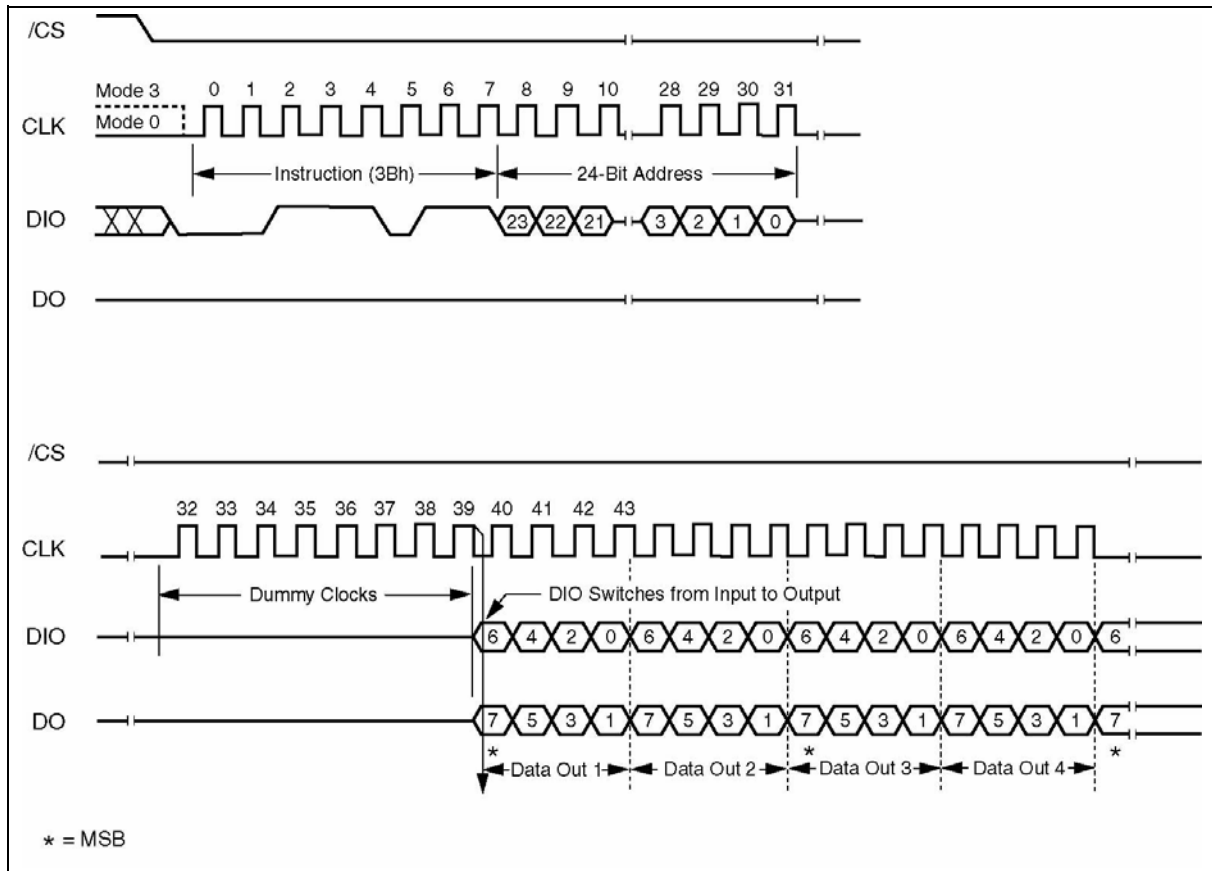 /CS
Mode 3 0 1 2 3 4 5 6 7 8 9 10 28 29 30 31
CLK Mode 0
Instruction (3Bh) 24-Bit Address
DIO 23 22 21 3 2 1 0
DO
/CS
32 33 34 35 36 37 38 39 40 41 42 43
CLK
Dummy Clocks DIO Switches from Input to Output
DIO 6 4 2 0 6 4 2 0 6 4 2 0 6 4 2 0 6
DO 7 5 3 1 7 5 3 1 7 5 3 1 7 5 3 1 7
* * *
Data Out 1 Data Out 2 Data Out 3 Data Out 4
* = MSB